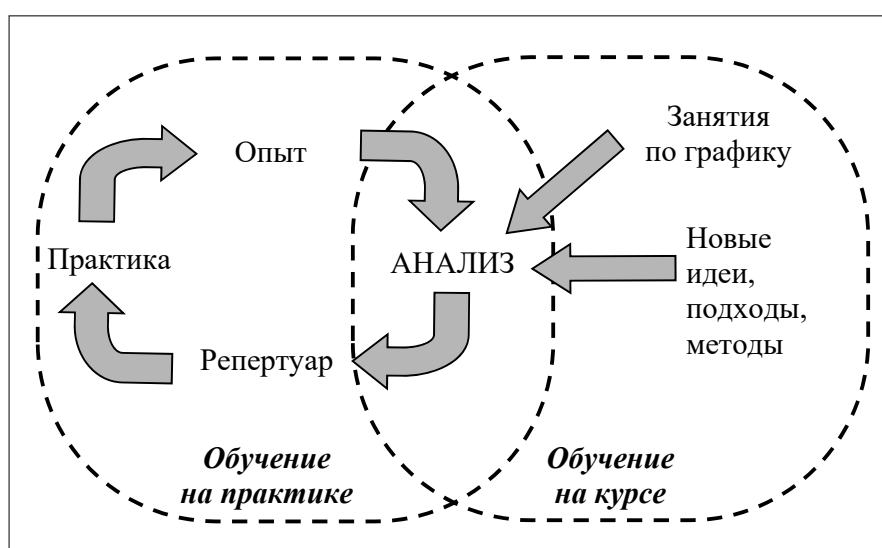 Опыт
Занятия
по графику
Практика
АНАЛИЗ
Новые
идеи,
подходы,
методы
Репертуар
Обучение
на практике
Обучение
на курсе